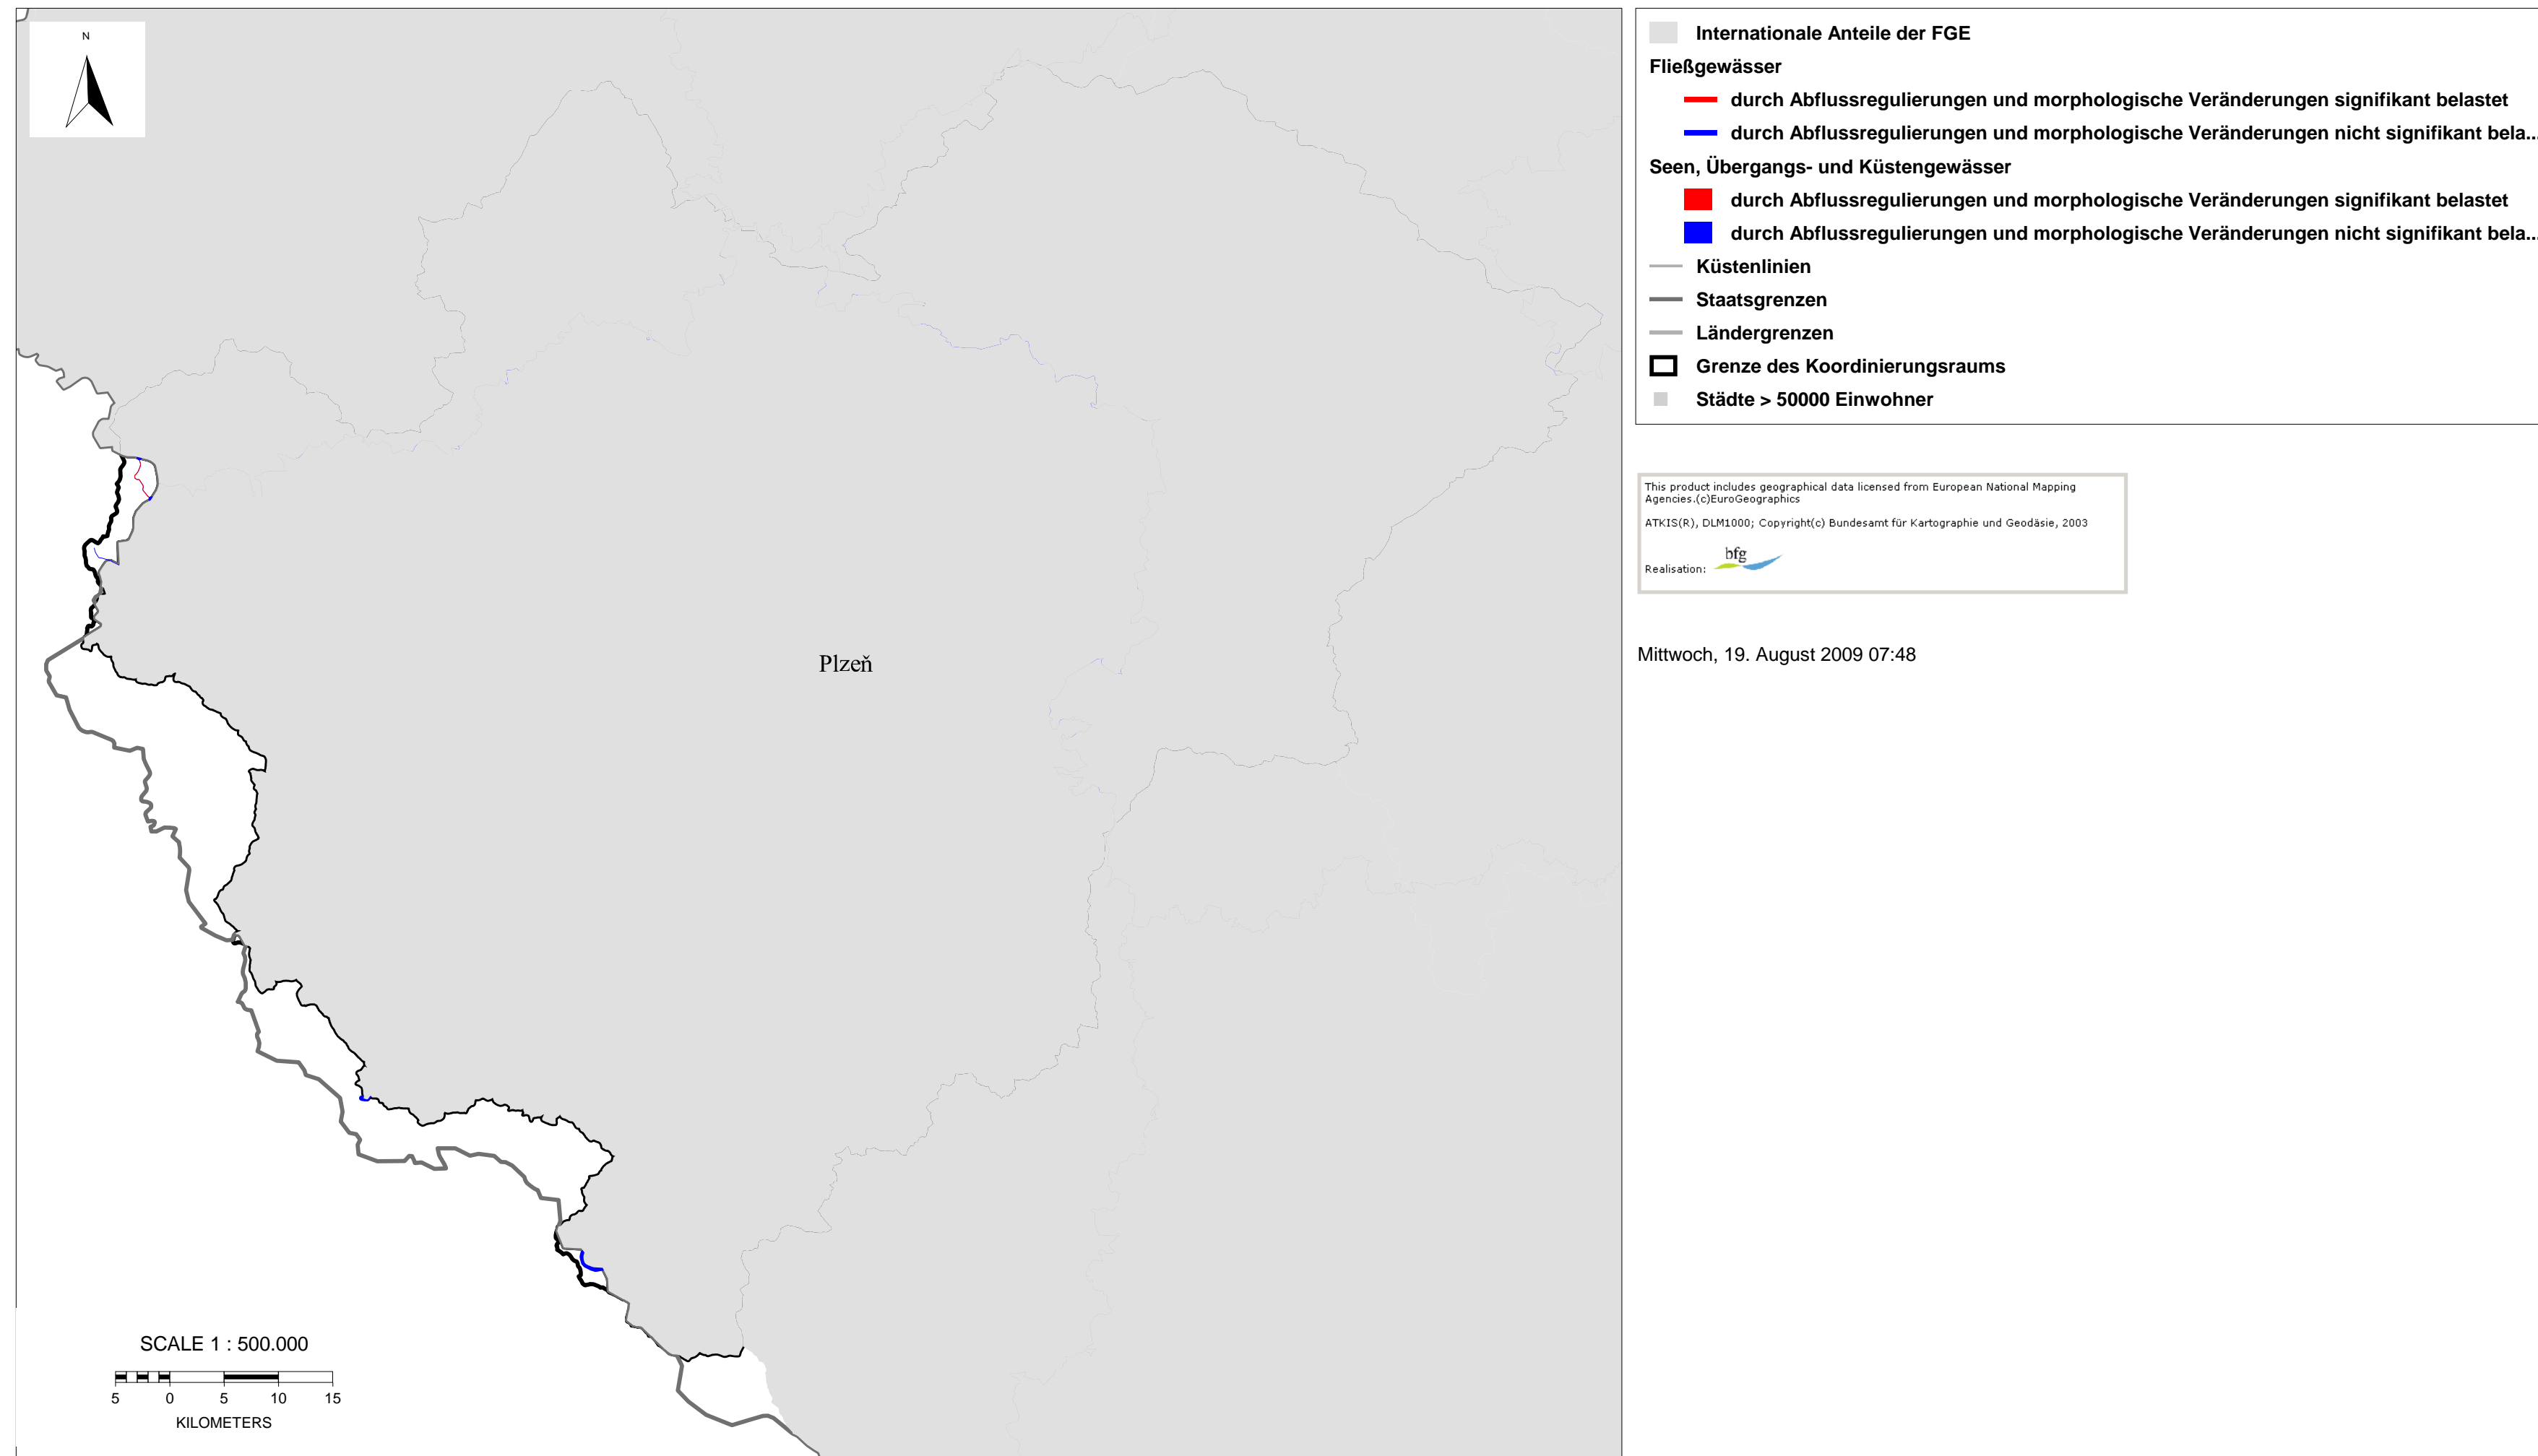 N
Plzeň
SCALE 1 : 500.000
5 0 5 10 15
KILOMETERS
Internationale Anteile der FGE
Fließgewässer
durch Abflussregulierungen und morphologische Veränderungen signifikant belastet
durch Abflussregulierungen und morphologische Veränderungen nicht signifikant bela...
Seen, Übergangs- und Küstengewässer
durch Abflussregulierungen und morphologische Veränderungen signifikant belastet
durch Abflussregulierungen und morphologische Veränderungen nicht signifikant bela...
Küstenlinien
Staatsgrenzen
Ländergrenzen
Grenze des Koordinierungsraums
Städte > 50000 Einwohner
This product includes geographical data licensed from European National Mapping
Agencies.(c)EuroGeographics
ATKIS(R), DLM1000; Copyright(c) Bundesamt für Kartographie und Geodäsie, 2003
bfg
Realisation:
Mittwoch, 19. August 2009 07:48